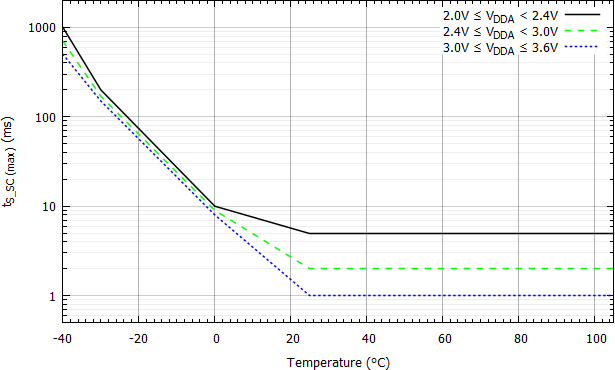 2.0V ≤ VDDA < 2.4V
2.4V ≤ VDDA < 3.0V
3.0V ≤ VDDA ≤ 3.6V
1000
100
10
1
tS_SC (max) (ms)
-40 -20 0 20 40 60 80 100
Temperature (°C)